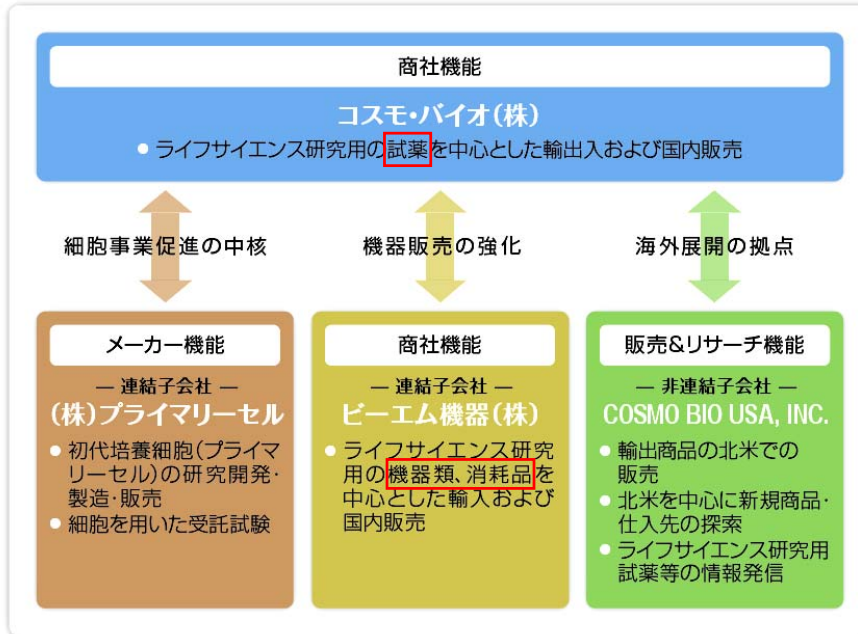 商社機能
コスモ・バイオ(株)
● ライフサイエンス研究用の試薬を中心とした輸出入および国内販売
細胞事業促進の中核
機器販売の強化
海外展開の拠点
メーカー機能
— 連結子会社 —
(株)プライマリーセル
● 初代培養細胞(プライマ
リーセル)の研究開発・
製造・販売
● 細胞を用いた受託試験
商社機能
— 連結子会社 —
ビーエム機器(株)
● ライフサイエンス研究
用の機器類、消耗品を
中心とした輸入および
国内販売
販売&リサーチ機能
— 非連結子会社 —
COSMO BIO USA, INC.
● 輸出商品の北米での
販売
● 北米を中心に新規商品・
仕入先の探索
● ライフサイエンス研究用
試薬等の情報発信